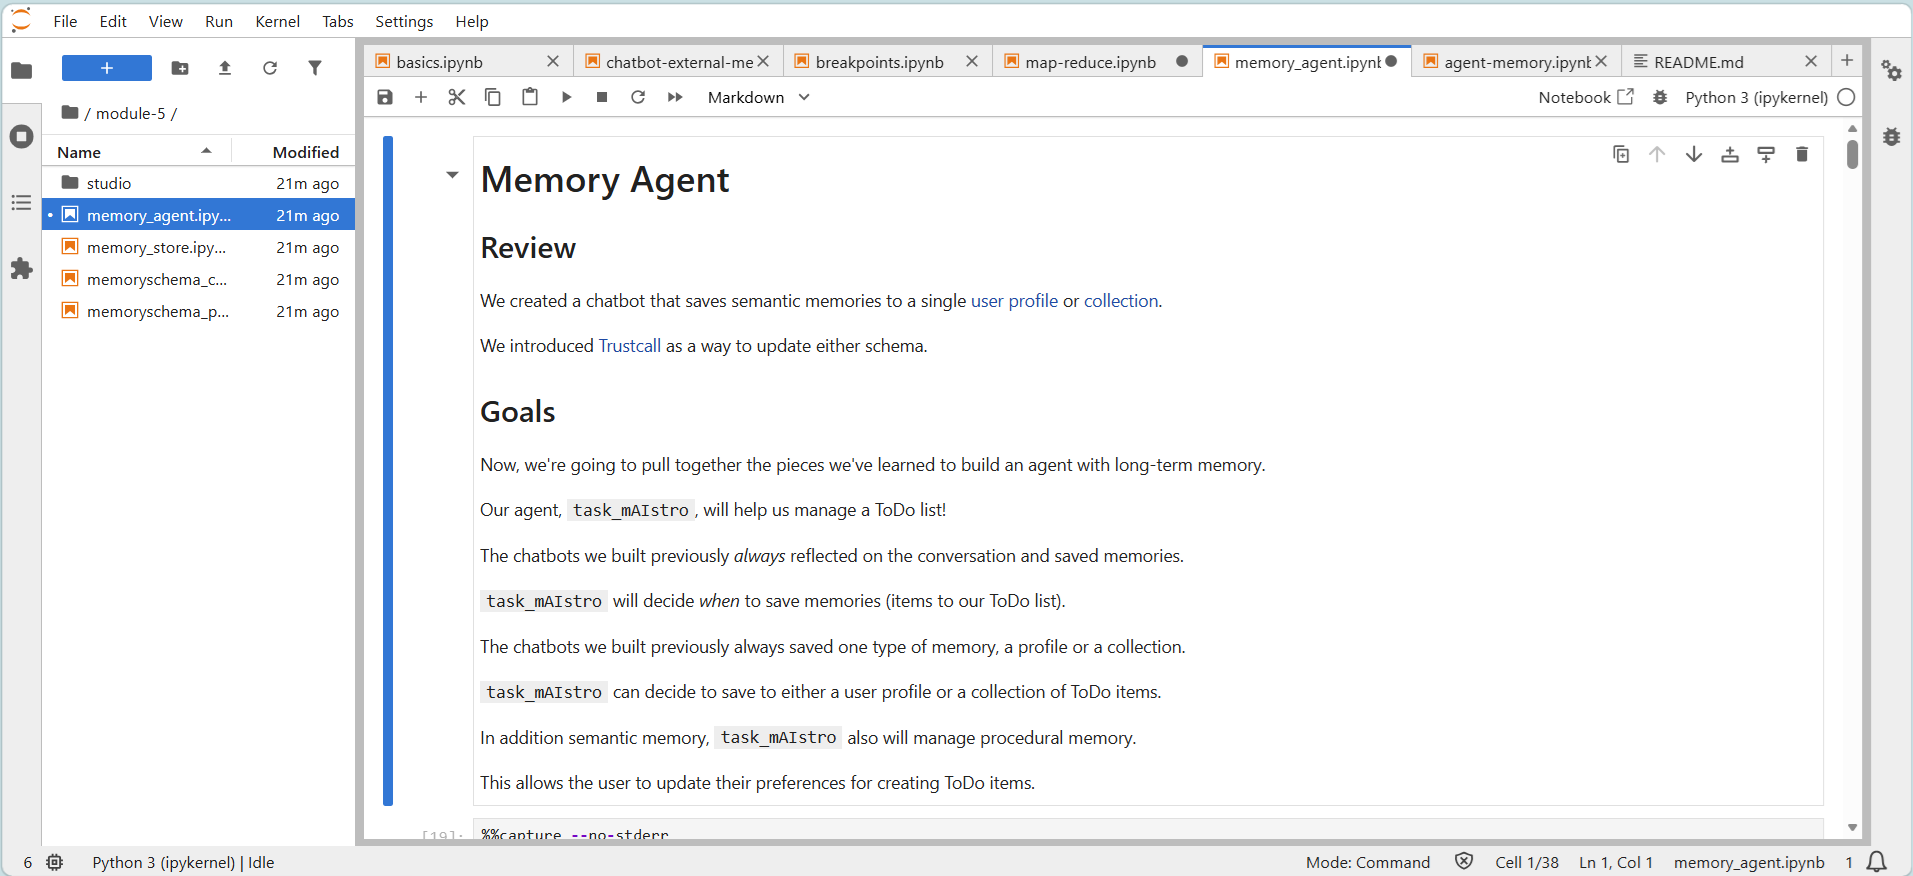 File Edit View Run Kernel Tabs Settings Help
basics.ipynb chatbot-external-me breakpoints.ipynb map-reduce.ipynb memory_agent.ipynb agent-memory.ipynb README.md
Markdown Notebook Python 3 (ipykernel)
/ module-5 /
Name Modified
studio 21m ago
memory_agent.ipy... 21m ago
memory_store.ipy... 21m ago
memoryschema_c... 21m ago
memoryschema_p... 21m ago
Memory Agent
Review
We created a chatbot that saves semantic memories to a single user profile or collection.
We introduced Trustcall as a way to update either schema.
Goals
Now, we're going to pull together the pieces we've learned to build an agent with long-term memory.
Our agent, task_mAIstro, will help us manage a ToDo list!
The chatbots we built previously always reflected on the conversation and saved memories.
task_mAIstro will decide when to save memories (items to our ToDo list).
The chatbots we built previously always saved one type of memory, a profile or a collection.
task_mAIstro can decide to save to either a user profile or a collection of ToDo items.
In addition semantic memory, task_mAIstro also will manage procedural memory.
This allows the user to update their preferences for creating ToDo items.
[19]: %%capture --no-stderr
6 Python 3 (ipykernel) | Idle Mode: Command Cell 1/38 Ln 1, Col 1 memory_agent.ipynb 1